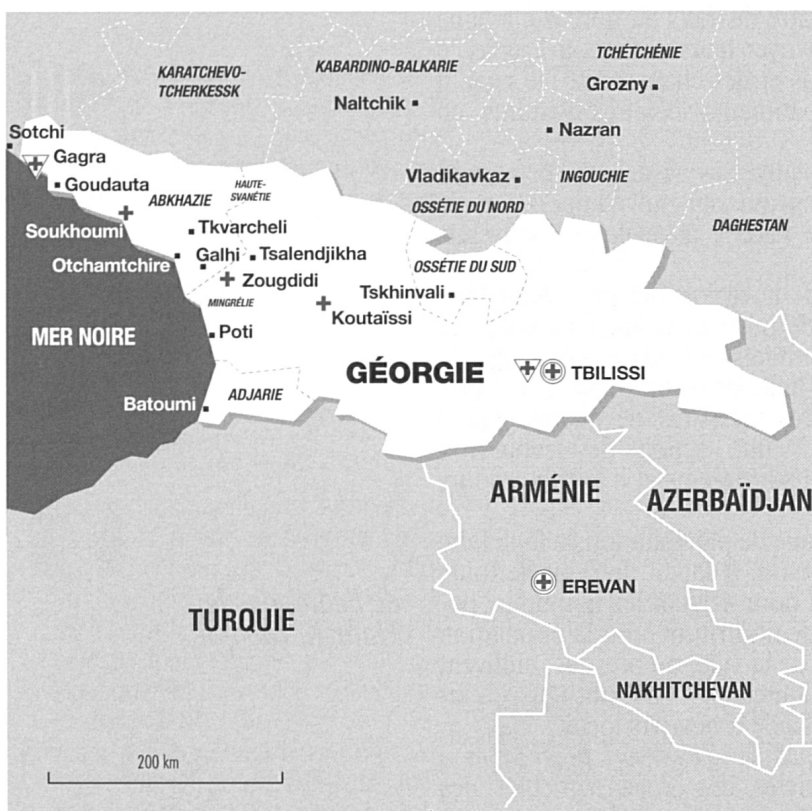 KARATCHEVO-
TCHERKESSK
KABARDINO-BALKARIE
TCHÉTCHÉNIE
Grozny
Naltchik
Sotchi
Nazran
Gagra
Goudauta
ABKHAZIE
HAUTE-
SVANÉTIE
Vladikavkaz
INGOUCHIE
OSSÉTIE DU NORD
DAGHESTAN
Soukhoumi
Tkvarcheli
Otchamtchire
Galhi
Tsalendjikha
OSSÉTIE DU SUD
Zougdidi
Tskhinvali
MINGRÉLIE
Koutaïssi
MER NOIRE
Poti
GÉORGIE
TBILISSI
Batoumi
ADJARIE
ARMÉNIE
AZERBAÏDJAN
EREVAN
TURQUIE
NAKHITCHEVAN
200 km